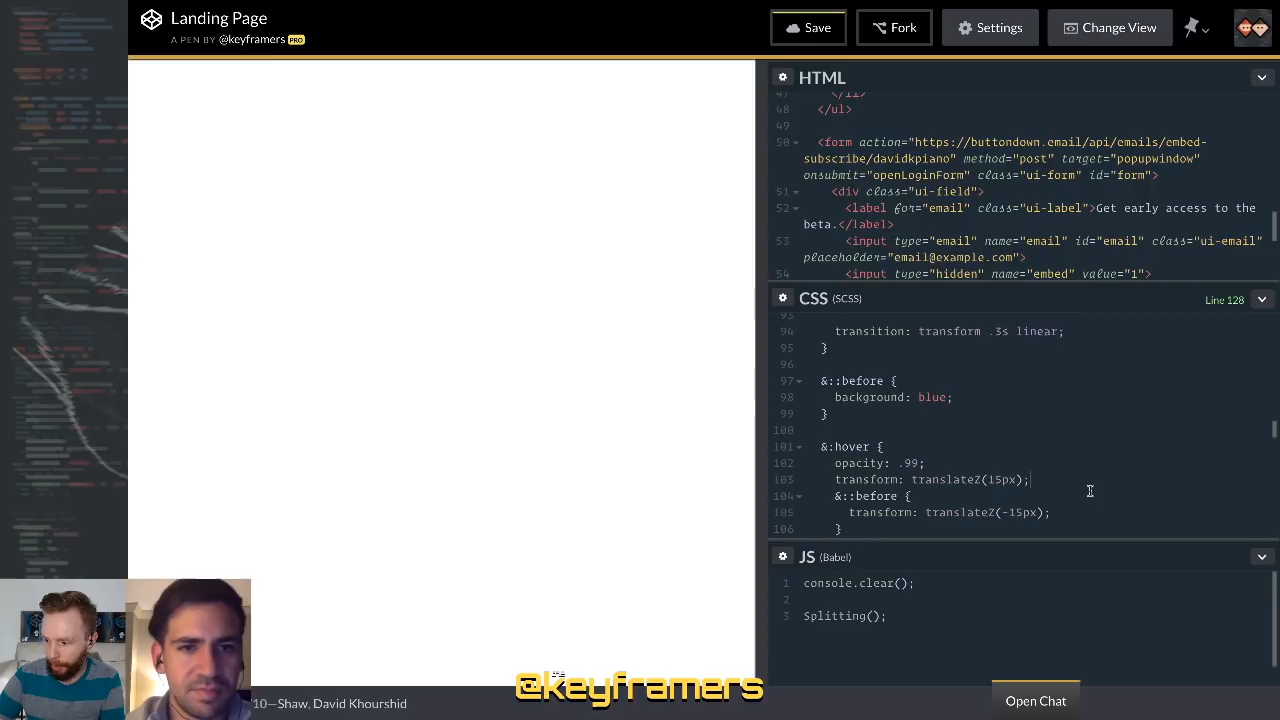 Landing Page
A PEN BY @keyframers PRO
Save
Fork
Settings
Change View
HTML
47 </li>
48 </ul>
49
50 <form action="https://buttondown.email/api/emails/embed-
subscribe/davidkpiano" method="post" target="popupwindow"
onsubmit="openLoginForm" class="ui-form" id="form">
51 <div class="ui-field">
52 <label for="email" class="ui-label">Get early access to the
beta.</label>
53 <input type="email" name="email" id="email" class="ui-email"
placeholder="email@example.com">
54 <input type="hidden" name="embed" value="1">
CSS (SCSS)
Line 128
93
94 transition: transform .3s linear;
95 }
96
97 &::before {
98 background: blue;
99 }
100
101 &:hover {
102 opacity: .99;
103 transform: translateZ(15px);
104 &::before {
105 transform: translateZ(-15px);
106 }
JS (Babel)
1 console.clear();
2
3 Splitting();
@keyframers
10—Shaw, David Khourshid
Open Chat